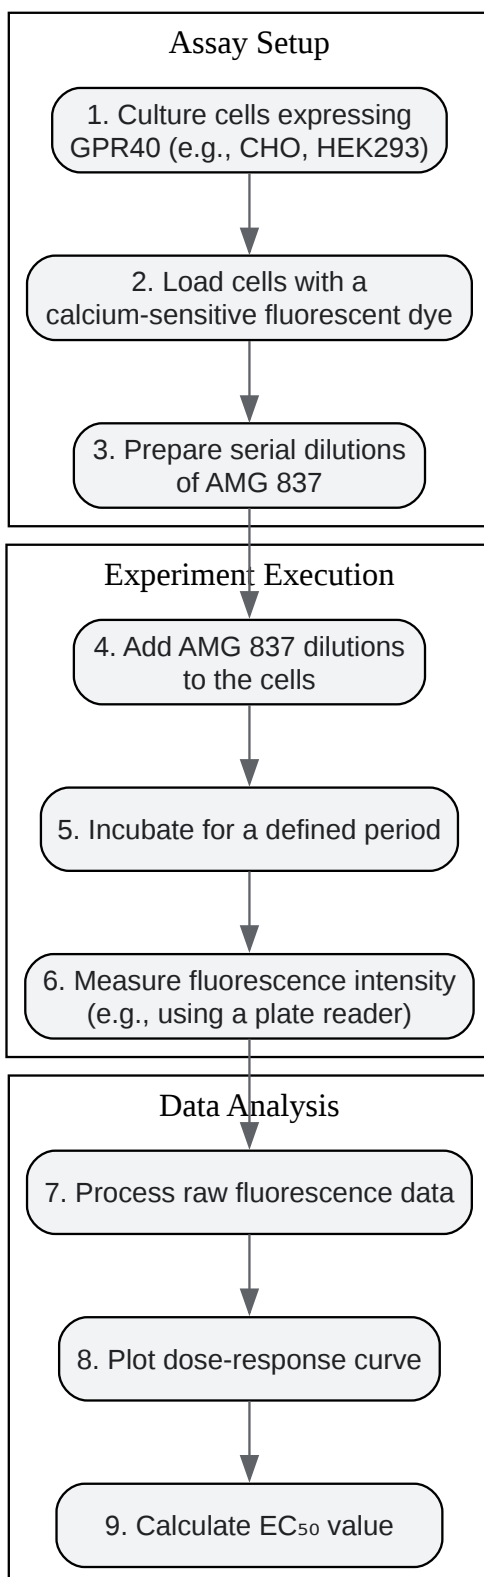 Assay Setup
1. Culture cells expressing
GPR40 (e.g., CHO, HEK293)
2. Load cells with a
calcium-sensitive fluorescent dye
3. Prepare serial dilutions
of AMG 837
Experiment Execution
4. Add AMG 837 dilutions
to the cells
5. Incubate for a defined period
6. Measure fluorescence intensity
(e.g., using a plate reader)
Data Analysis
7. Process raw fluorescence data
8. Plot dose-response curve
9. Calculate EC₅₀ value